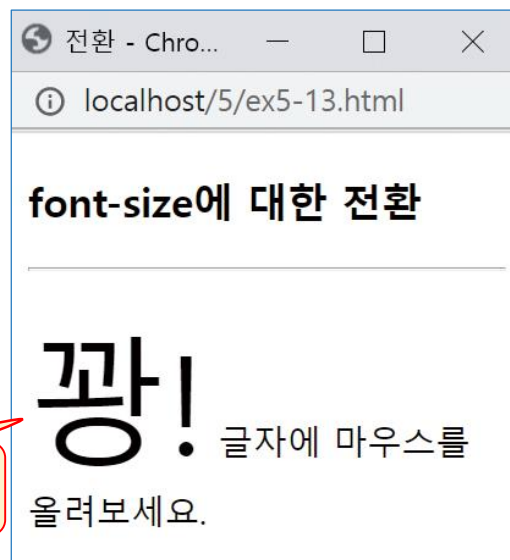 전환 - Chro...
localhost/5/ex5-13.html
font-size에 대한 전환
꽝! 글자에 마우스를
올려보세요.